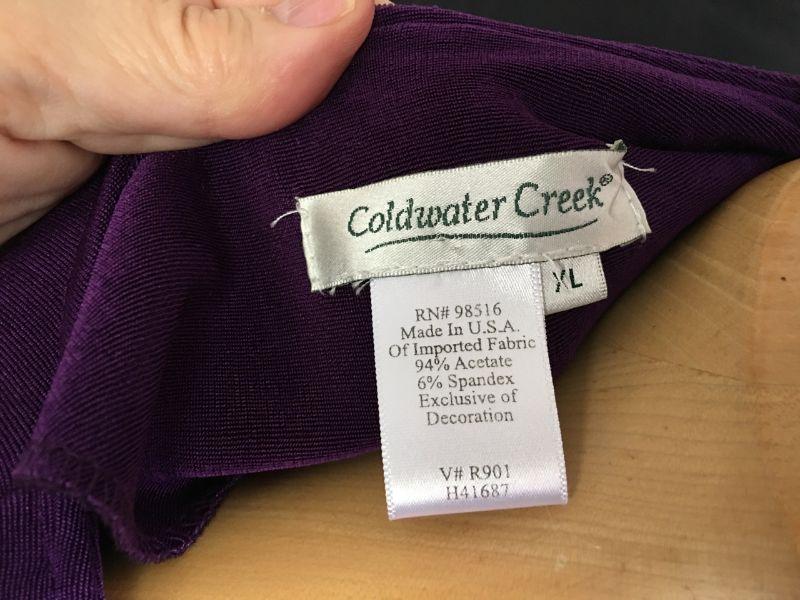 Coldwater Creek®
XL
RN# 98516
Made In U.S.A.
Of Imported Fabric
94% Acetate
6% Spandex
Exclusive of
Decoration
V# R901
H41687